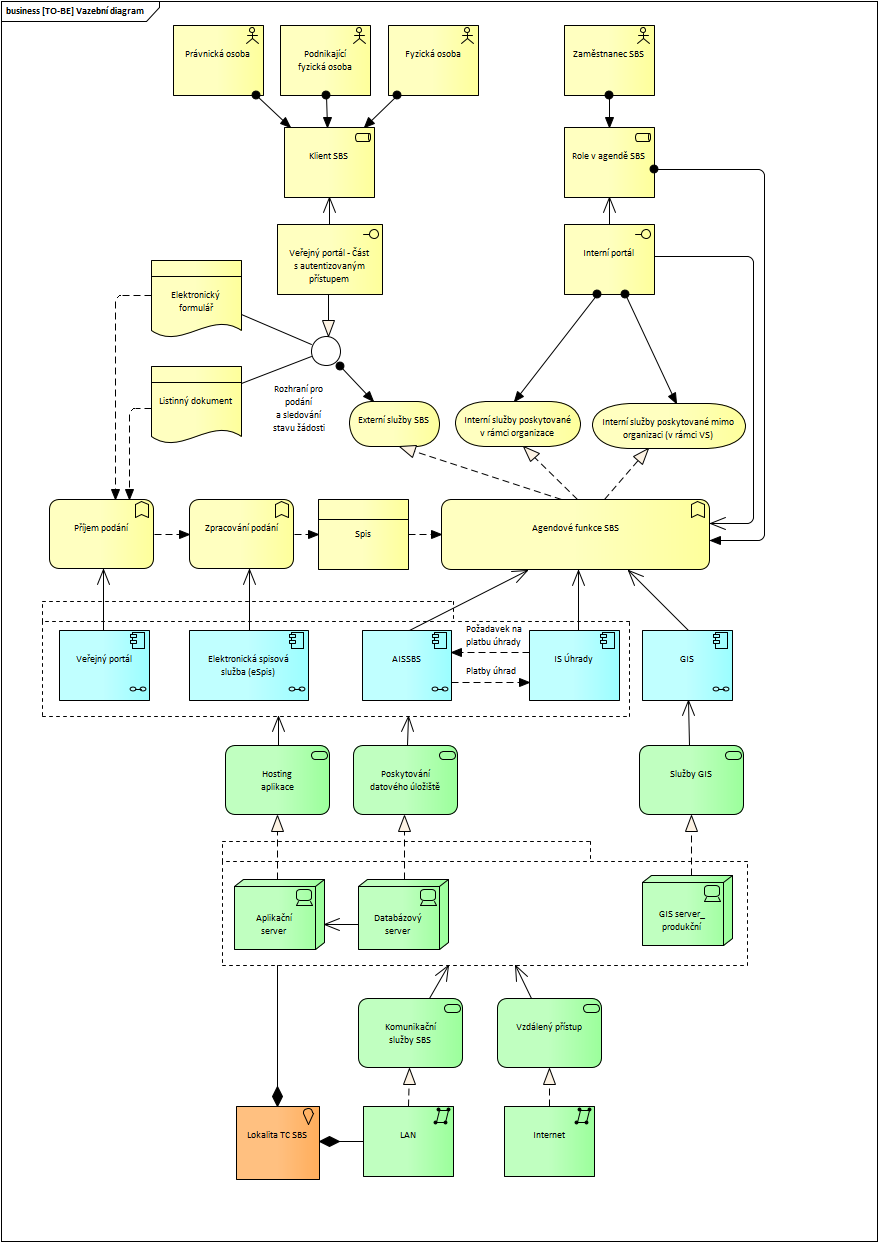 business [TO-BE] Vazební diagram
Právnická osoba
Podnikající
fyzická osoba
Fyzická osoba
Zaměstnanec SBS
Klient SBS
Role v agendě SBS
Veřejný portál - Část
s autentizovaným
přístupem
Interní portál
Elektronický
formulář
Listinný dokument
Rozhraní pro
podání
a sledování
stavu žádosti
Externí služby SBS
Interní služby poskytované
v rámci organizace
Interní služby poskytované mimo
organizaci (v rámci VS)
Příjem podání
Zpracování podání
Spis
Agendové funkce SBS
Veřejný portál
Elektronická spisová
služba (eSpis)
AISSBS
Požadavek na
platbu úhrady
Platby úhrad
IS Úhrady
GIS
Hosting
aplikace
Poskytování
datového úložiště
Služby GIS
Aplikační
server
Databázový
server
GIS server_
produkční
Komunikační
služby SBS
Vzdálený přístup
Lokalita TC SBS
LAN
Internet